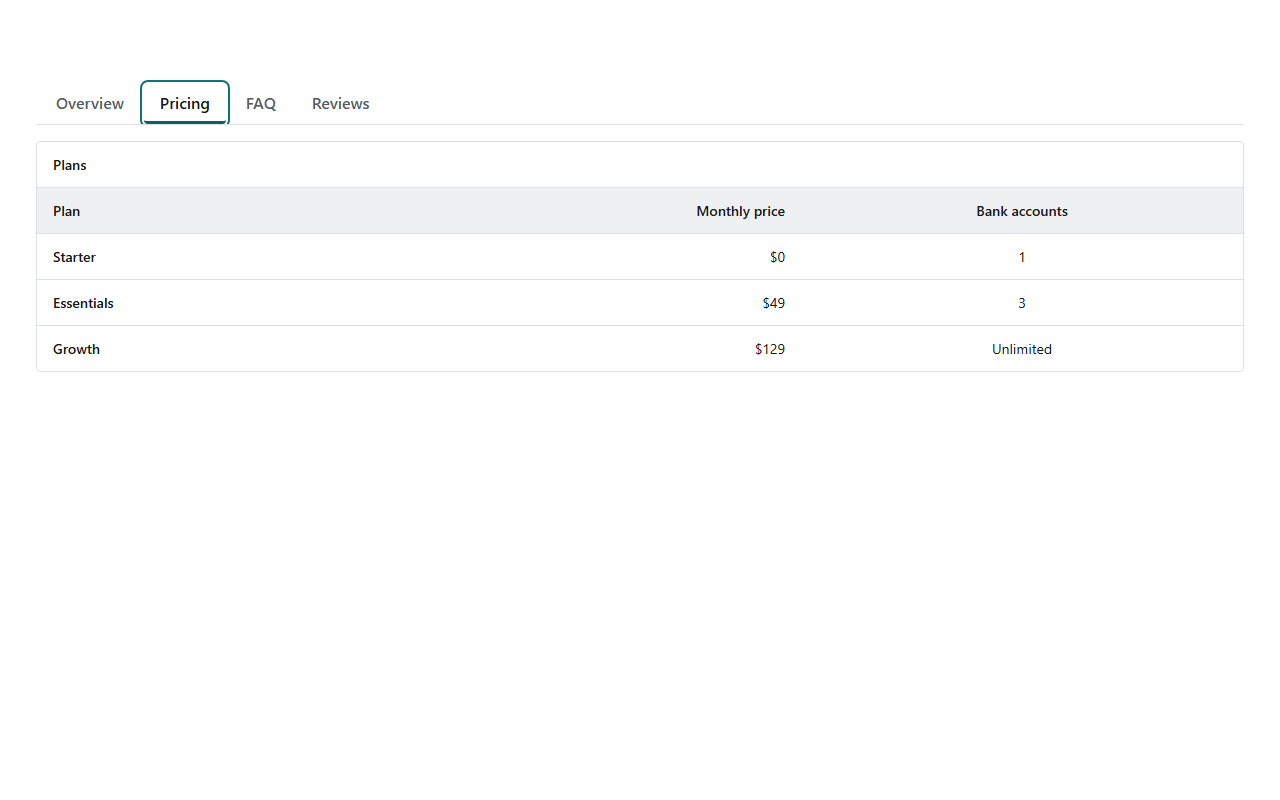 Overview Pricing FAQ Reviews
Plans
Plan Monthly price Bank accounts
Starter $0 1
Essentials $49 3
Growth $129 Unlimited